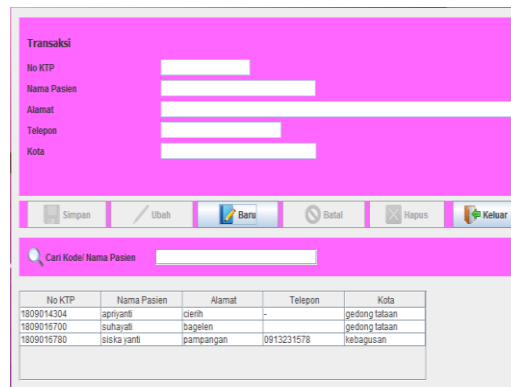 Transaksi
No KTP
Nama Pasien
Alamat
Telepon
Kota
Simpan Ubah Baru Batal Hapus Keluar
Cari Kode/ Nama Pasien
No KTP Nama Pasien Alamat Telepon Kota
1809014304 apriyanti cierih - gedong tataan
1809016700 suhayati bagelen gedong tataan
1809016780 siska yanti pampangan 0913231578 kebagusan